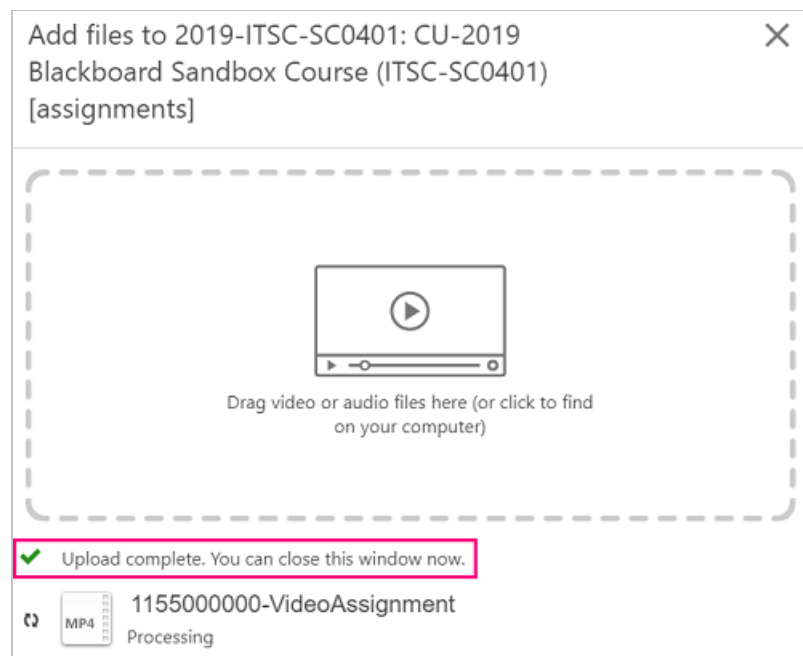 Add files to 2019-ITSC-SC0401: CU-2019
Blackboard Sandbox Course (ITSC-SC0401)
[assignments]
Drag video or audio files here (or click to find
on your computer)
Upload complete. You can close this window now.
1155000000-VideoAssignment
MP4
Processing